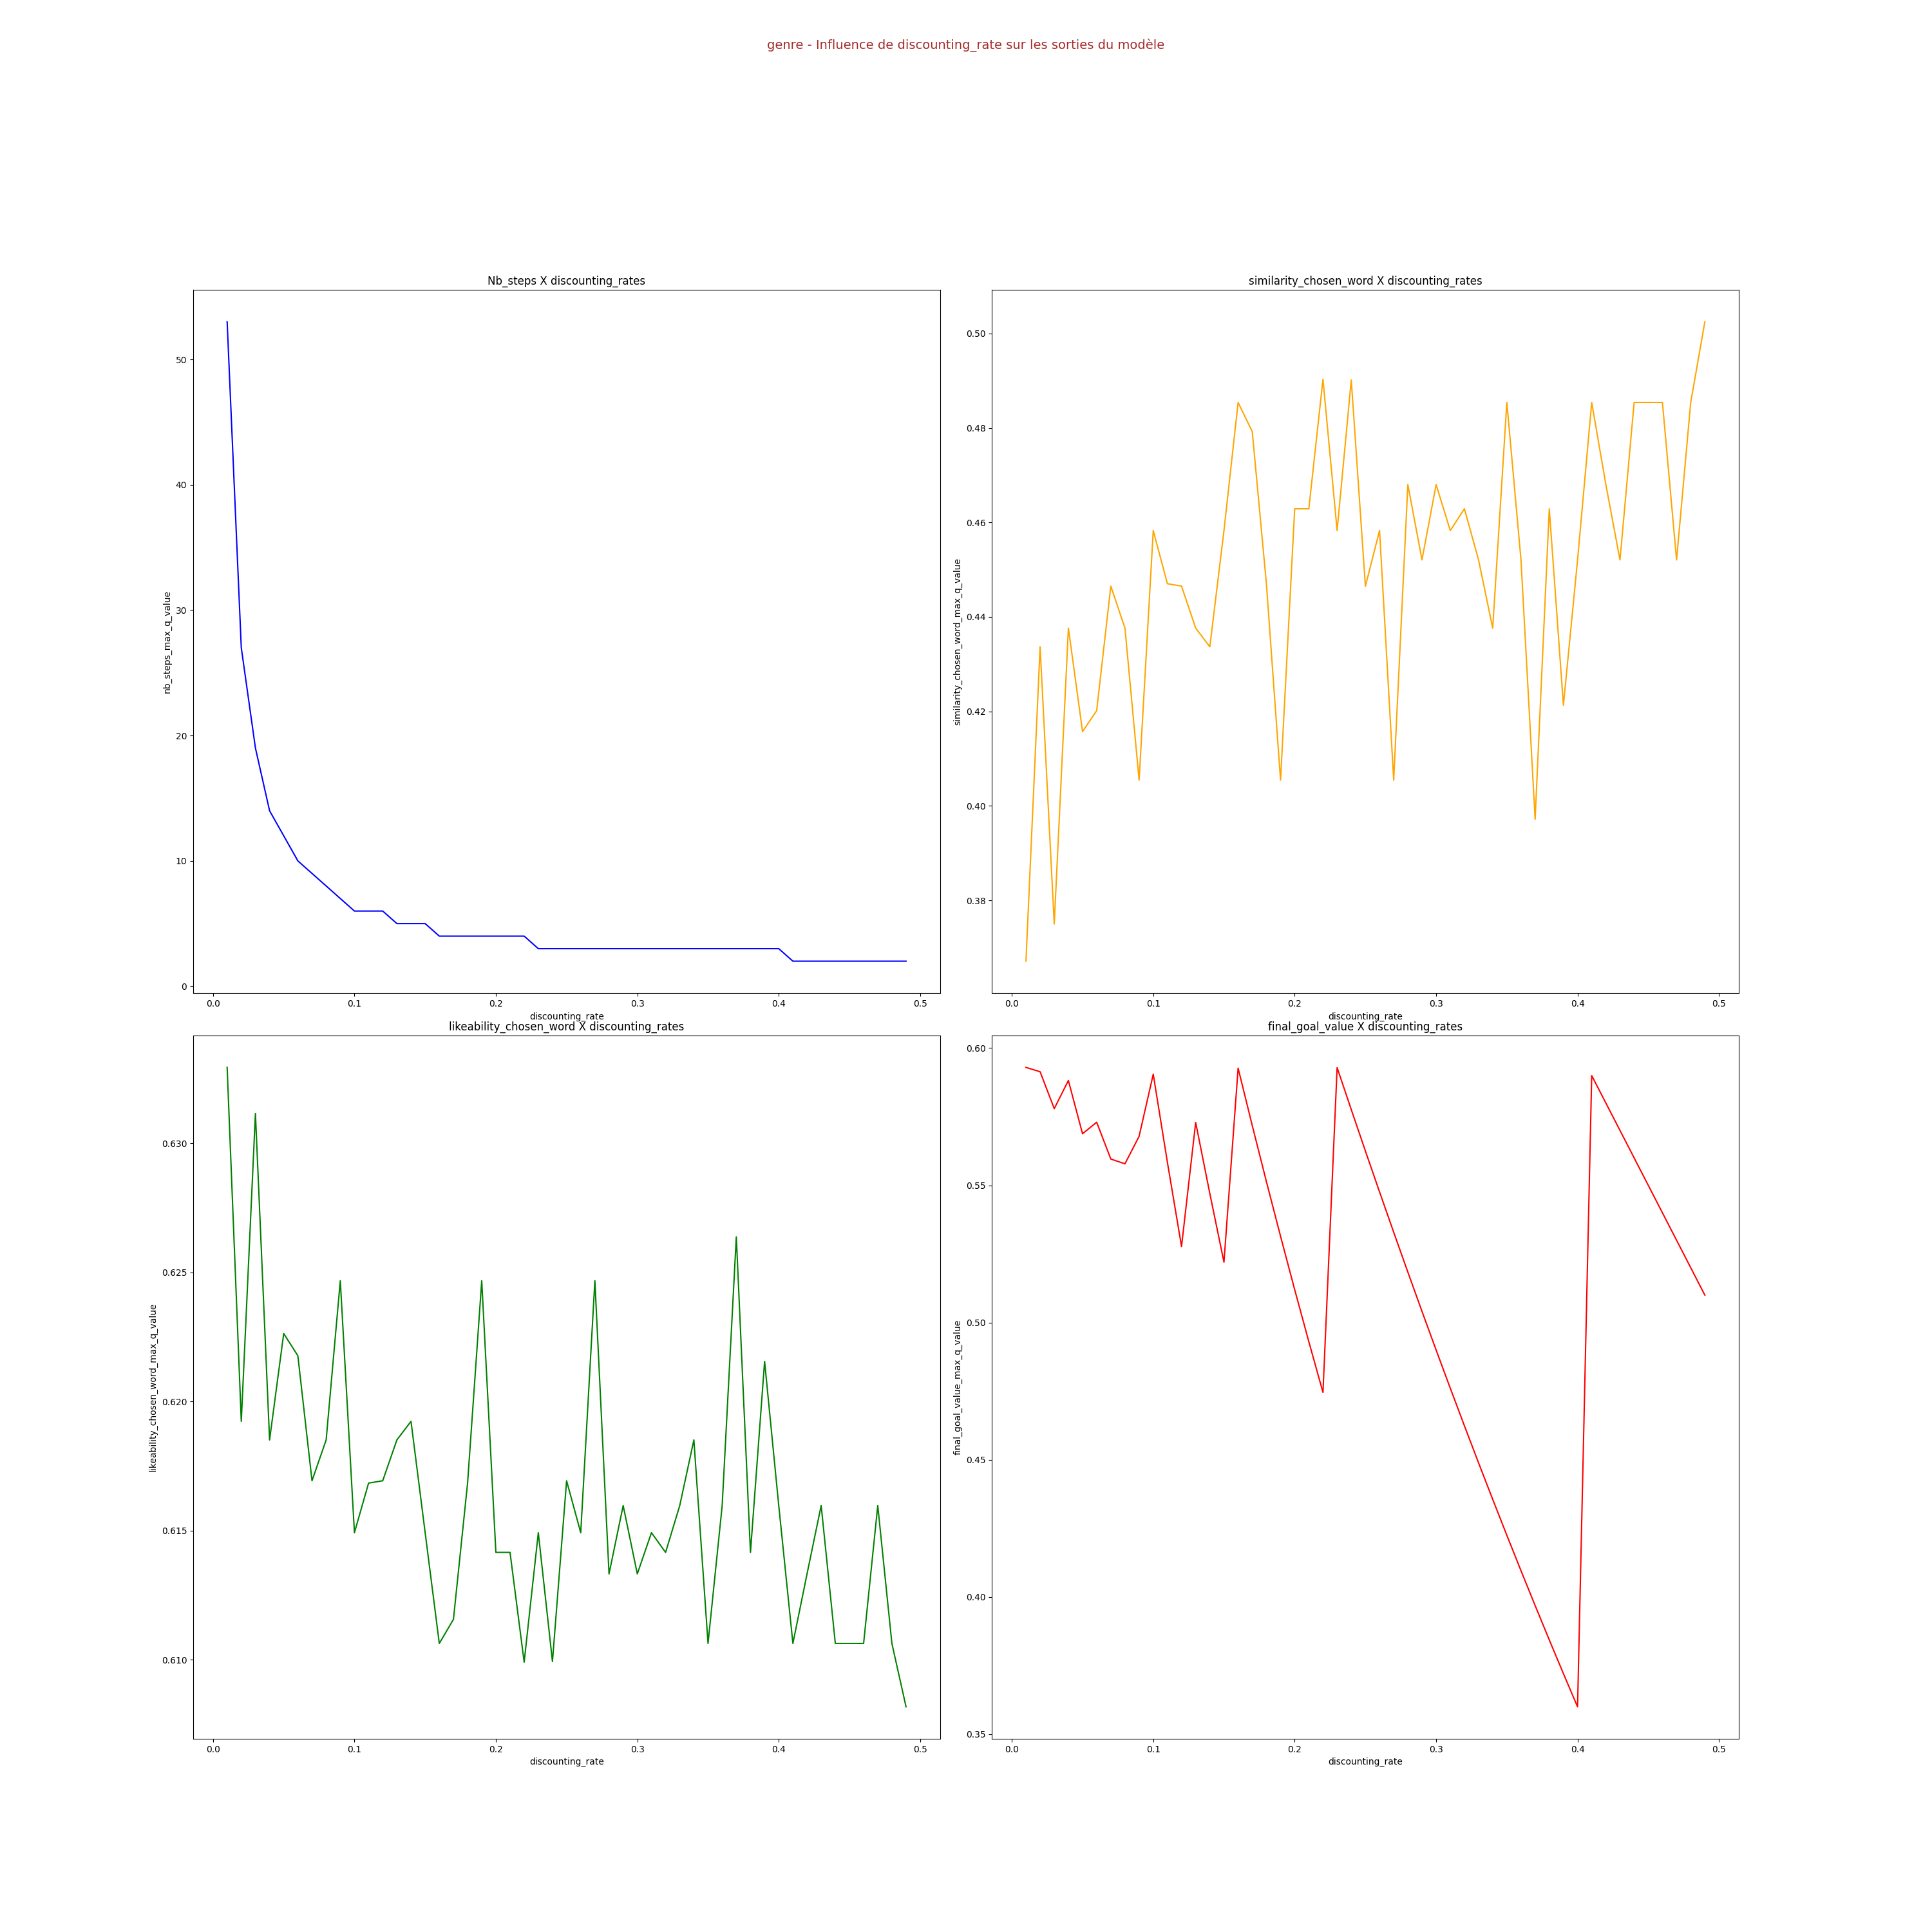 genre - Influence de discounting_rate sur les sorties du modèle
Nb_steps X discounting_rates
nb_steps_max_q_value
50
40
30
20
10
0
0.0 0.1 0.2 0.3 0.4 0.5
discounting_rate
similarity_chosen_word X discounting_rates
similarity_chosen_word_max_q_value
0.50
0.48
0.46
0.44
0.42
0.40
0.38
0.0 0.1 0.2 0.3 0.4 0.5
discounting_rate
likeability_chosen_word X discounting_rates
likeability_chosen_word_max_q_value
0.630
0.625
0.620
0.615
0.610
0.0 0.1 0.2 0.3 0.4 0.5
discounting_rate
final_goal_value X discounting_rates
final_goal_value_max_q_value
0.60
0.55
0.50
0.45
0.40
0.35
0.0 0.1 0.2 0.3 0.4 0.5
discounting_rate